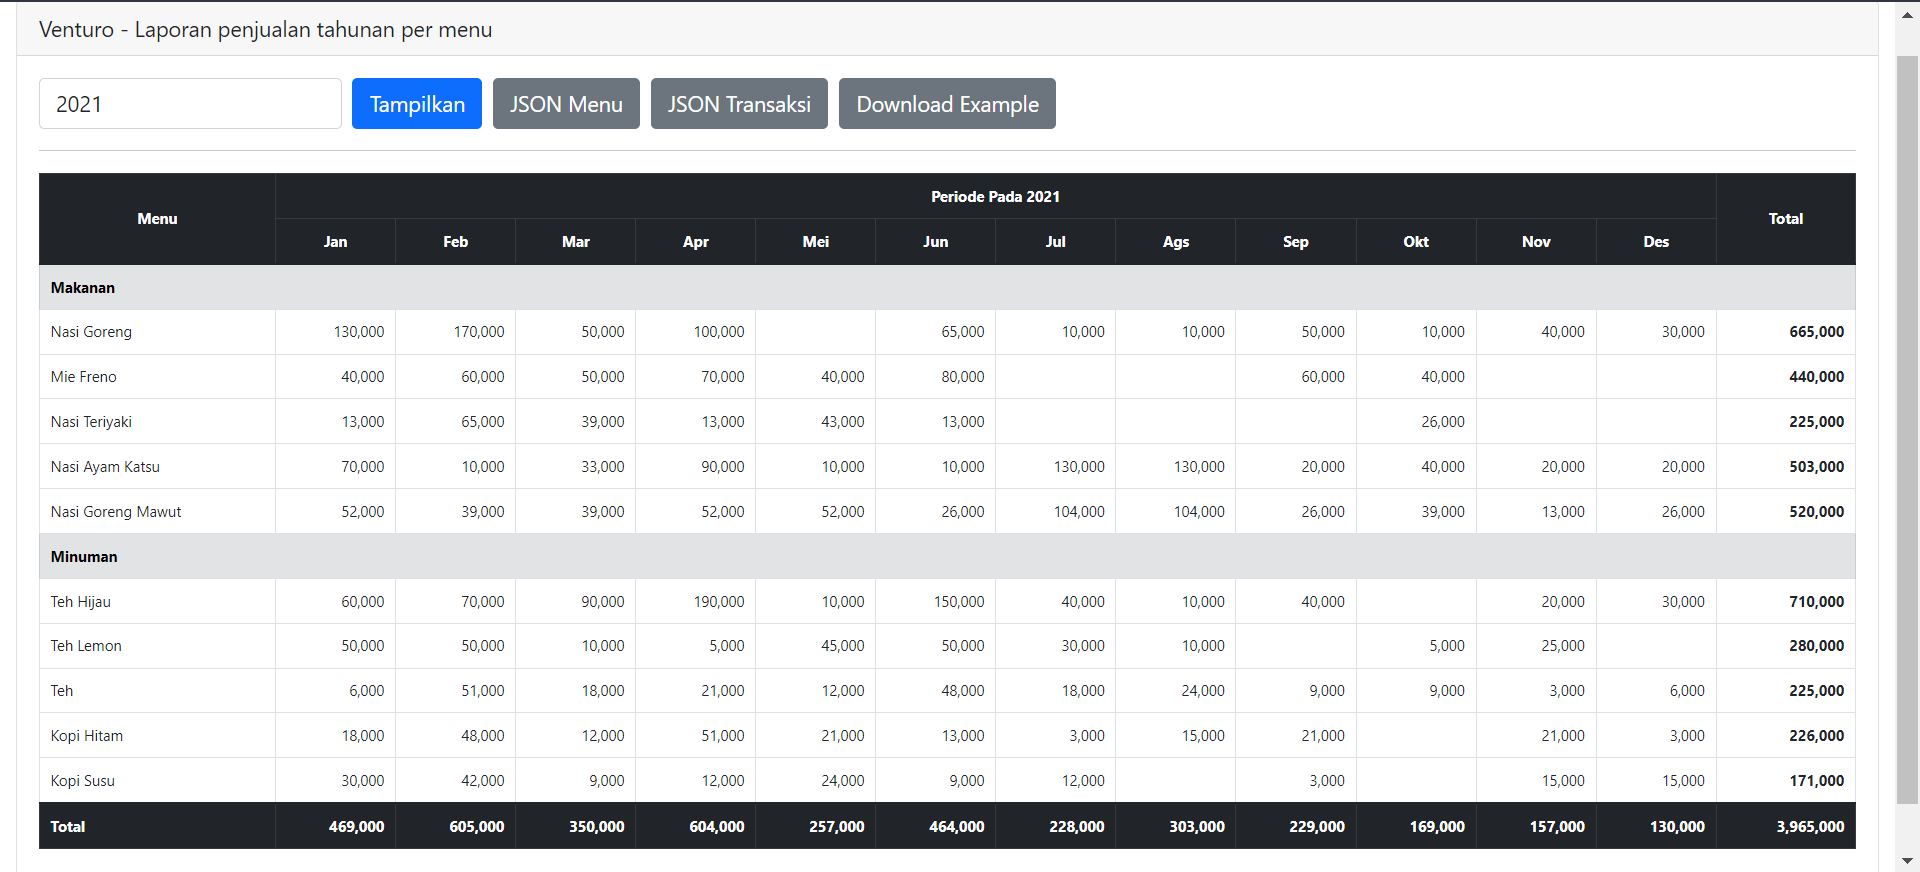 Venturo - Laporan penjualan tahunan per menu
2021 Tampilkan JSON Menu JSON Transaksi Download Example
Menu Periode Pada 2021 Total
Jan Feb Mar Apr Mei Jun Jul Ags Sep Okt Nov Des
Makanan
Nasi Goreng 130,000 170,000 50,000 100,000 65,000 10,000 10,000 50,000 10,000 40,000 30,000 665,000
Mie Freno 40,000 60,000 50,000 70,000 40,000 80,000 60,000 40,000 440,000
Nasi Teriyaki 13,000 65,000 39,000 13,000 43,000 13,000 26,000 225,000
Nasi Ayam Katsu 70,000 10,000 33,000 90,000 10,000 10,000 130,000 130,000 20,000 40,000 20,000 20,000 503,000
Nasi Goreng Mawut 52,000 39,000 39,000 52,000 52,000 26,000 104,000 104,000 26,000 39,000 13,000 26,000 520,000
Minuman
Teh Hijau 60,000 70,000 90,000 190,000 10,000 150,000 40,000 10,000 40,000 20,000 30,000 710,000
Teh Lemon 50,000 50,000 10,000 5,000 45,000 50,000 30,000 10,000 5,000 25,000 280,000
Teh 6,000 51,000 18,000 21,000 12,000 48,000 18,000 24,000 9,000 9,000 3,000 6,000 225,000
Kopi Hitam 18,000 48,000 12,000 51,000 21,000 13,000 3,000 15,000 21,000 21,000 3,000 226,000
Kopi Susu 30,000 42,000 9,000 12,000 24,000 9,000 12,000 3,000 15,000 15,000 171,000
Total 469,000 605,000 350,000 604,000 257,000 464,000 228,000 303,000 229,000 169,000 157,000 130,000 3,965,000